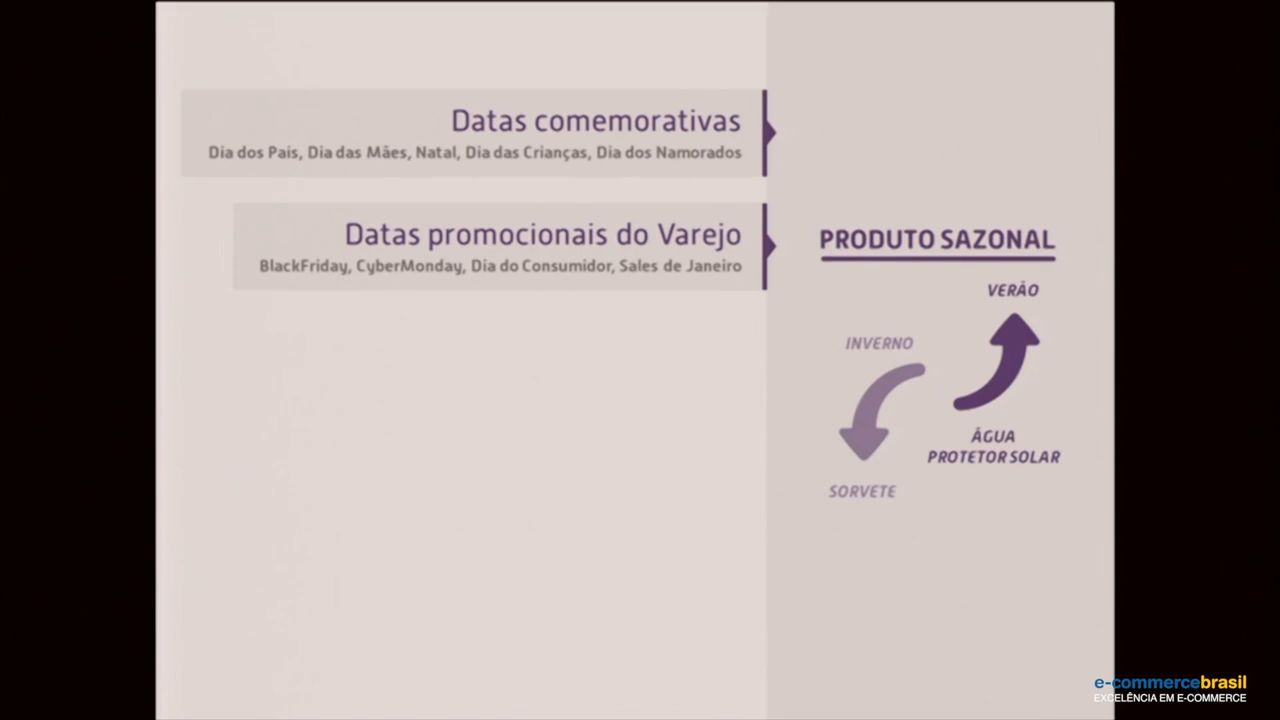 Datas comemorativas
Dia dos Pais, Dia das Mães, Natal, Dia das Crianças, Dia dos Namorados
Datas promocionais do Varejo
BlackFriday, CyberMonday, Dia do Consumidor, Sales de Janeiro
PRODUTO SAZONAL
VERÃO
INVERNO
ÁGUA
PROTETOR SOLAR
SORVETE
e-commercebrasil
EXCELÊNCIA EM E-COMMERCE